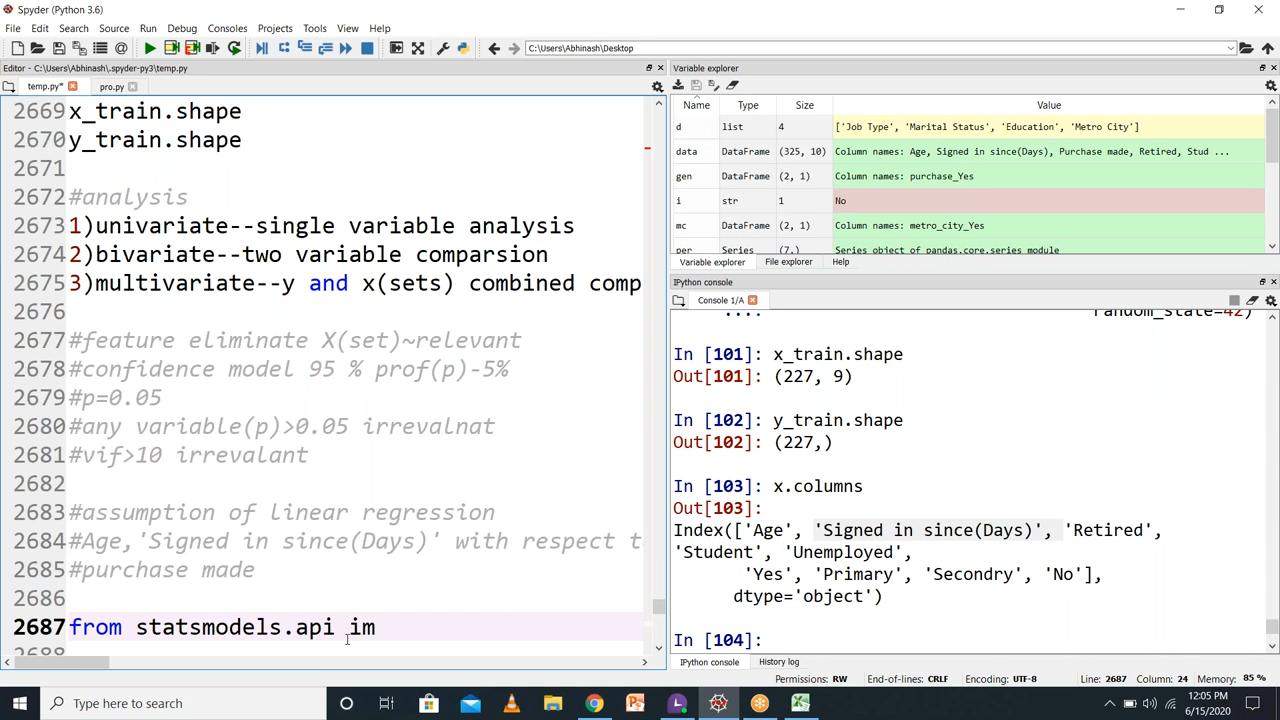 Spyder (Python 3.6)
File Edit Search Source Run Debug Consoles Projects Tools View Help
C:\Users\Abhinash\Desktop
Editor - C:\Users\Abhinash\.spyder-py3\temp.py
temp.py* pro.py
2669 x_train.shape
2670 y_train.shape
2671
2672 #analysis
2673 1)univariate--single variable analysis
2674 2)bivariate--two variable comparsion
2675 3)multivariate--y and x(sets) combined comp
2676
2677 #feature eliminate X(set)~relevant
2678 #confidence model 95 % prof(p)-5%
2679 #p=0.05
2680 #any variable(p)>0.05 irrevalnat
2681 #vif>10 irrevalant
2682
2683 #assumption of linear regression
2684 #Age,'Signed in since(Days)' with respect t
2685 #purchase made
2686
2687 from statsmodels.api im
2688
Variable explorer
Name Type Size Value
d list 4 ['Job Type', 'Marital Status', 'Education', 'Metro City']
data DataFrame (325, 10) Column names: Age, Signed in since(Days), Purchase made, Retired, Stud ...
gen DataFrame (2, 1) Column names: purchase_Yes
i str 1 No
mc DataFrame (2, 1) Column names: metro_city_Yes
per Series (7,) Series object of pandas.core.series module
Variable explorer File explorer Help
IPython console
Console 1/A
....: random_state=42)
In [101]: x_train.shape
Out[101]: (227, 9)
In [102]: y_train.shape
Out[102]: (227,)
In [103]: x.columns
Out[103]:
Index(['Age', 'Signed in since(Days)', 'Retired',
'Student', 'Unemployed',
'Yes', 'Primary', 'Secondry', 'No'],
dtype='object')
In [104]:
IPython console History log
Permissions: RW End-of-lines: CRLF Encoding: UTF-8 Line: 2687 Column: 24 Memory: 85 %
Type here to search
12:05 PM
6/15/2020